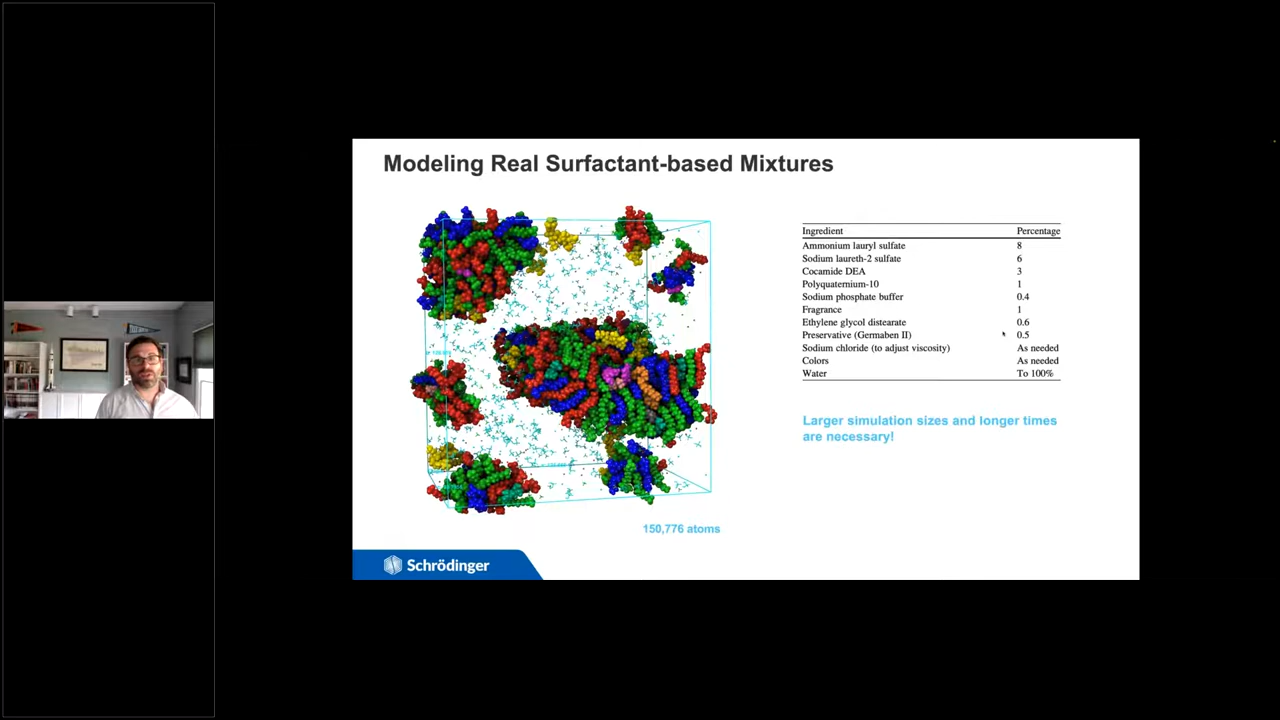 Modeling Real Surfactant-based Mixtures
Ingredient Percentage
Ammonium lauryl sulfate 8
Sodium laureth-2 sulfate 6
Cocamide DEA 3
Polyquaternium-10 1
Sodium phosphate buffer 0.4
Fragrance 1
Ethylene glycol distearate 0.6
Preservative (Germaben II) 0.5
Sodium chloride (to adjust viscosity) As needed
Colors As needed
Water To 100%
Larger simulation sizes and longer times
are necessary!
150,776 atoms
Schrödinger